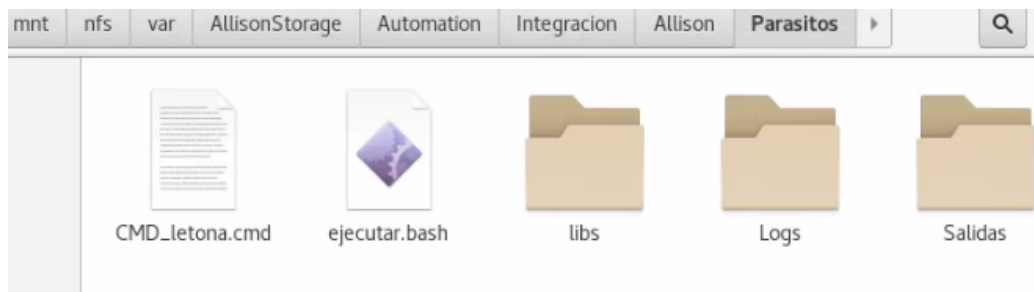 mnt nfs var AllisonStorage Automation Integracion Allison Parasitos
CMD_letona.cmd ejecutar.bash libs Logs Salidas